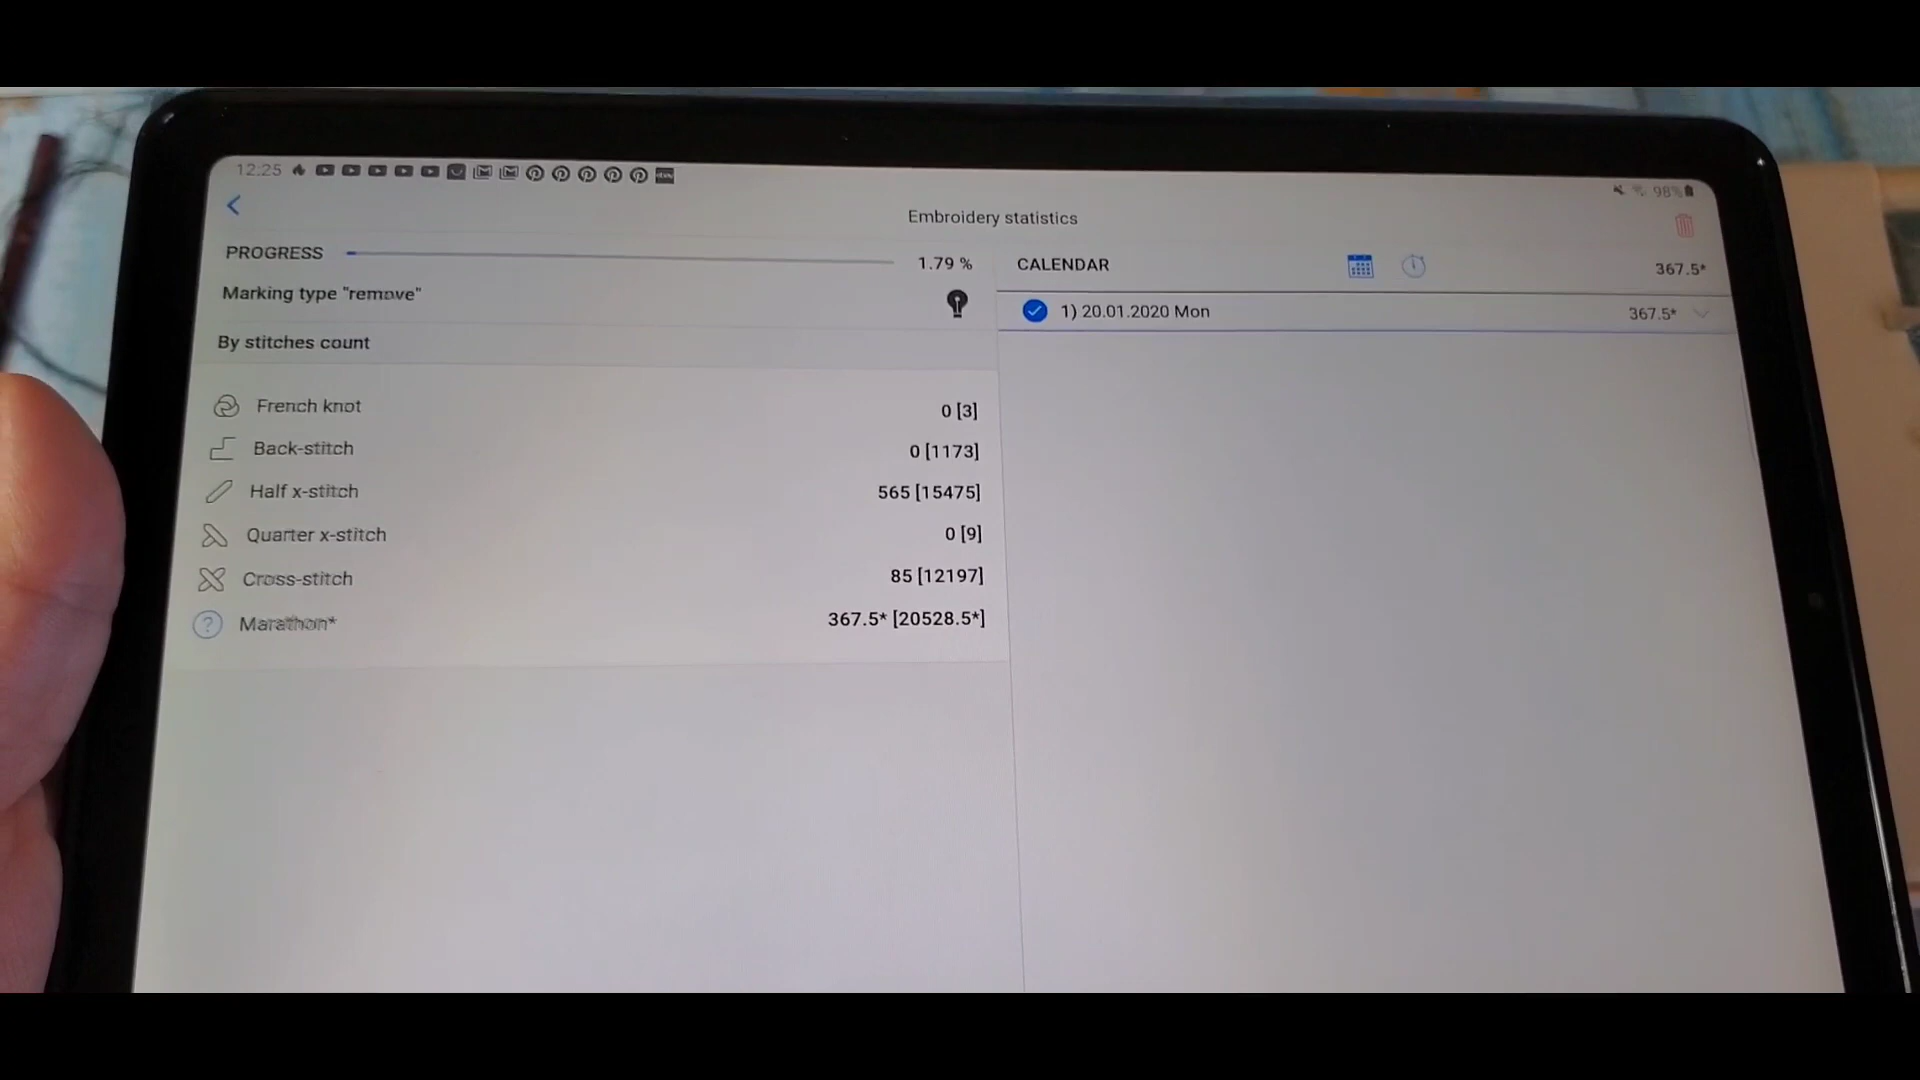 12:25
98%
Embroidery statistics
PROGRESS
1.79 %
Marking type "remove"
By stitches count
French knot 0 [3]
Back-stitch 0 [1173]
Half x-stitch 565 [15475]
Quarter x-stitch 0 [9]
Cross-stitch 85 [12197]
Marathon* 367.5* [20528.5*]
CALENDAR 367.5*
1) 20.01.2020 Mon 367.5*